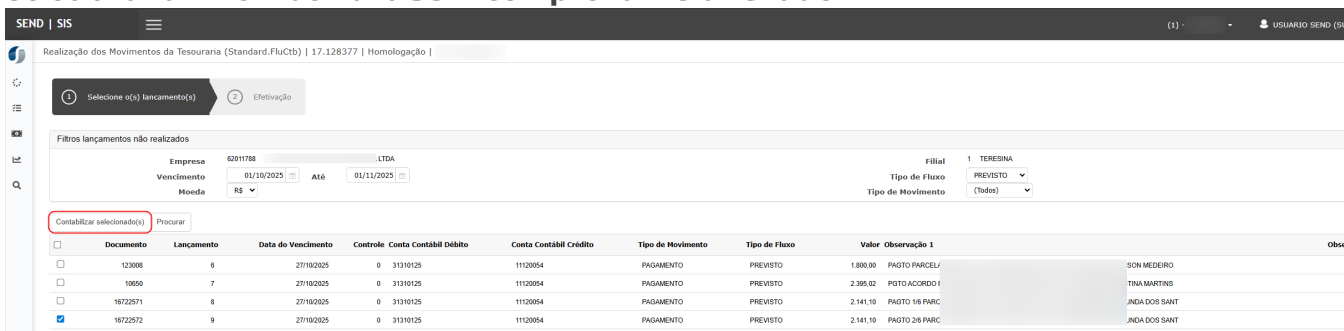 SEND | SIS
(1) -
USUARIO SEND
Realização dos Movimentos da Tesouraria (Standard.FluCtb) | 17.128377 | Homologação |
1 Selecione o(s) lancamento(s)
2 Efetivação
Filtros lançamentos não realizados
Empresa 62011788 .LTDA Filial 1 TERESINA
Vencimento 01/10/2025 Até 01/11/2025 Tipo de Fluxo PREVISTO
Moeda R$ Tipo de Movimento (Todos)
Contabilizar selecionado(s) Procurar
Documento Lançamento Data do Vencimento Controle Conta Contábil Débito Conta Contábil Crédito Tipo de Movimento Tipo de Fluxo Valor Observação 1
123008 6 27/10/2025 0 31310125 11120054 PAGAMENTO PREVISTO 1.800,00 PAGTO PARCELA SON MEDEIRO
10650 7 27/10/2025 0 31310125 11120054 PAGAMENTO PREVISTO 2.395,02 PGTO ACORDO TINA MARTINS
16722571 8 27/10/2025 0 31310125 11120054 PAGAMENTO PREVISTO 2.141,10 PAGTO 1/6 PARC UNDA DOS SANT
16722572 9 27/10/2025 0 31310125 11120054 PAGAMENTO PREVISTO 2.141,10 PAGTO 2/6 PARC UNDA DOS SANT